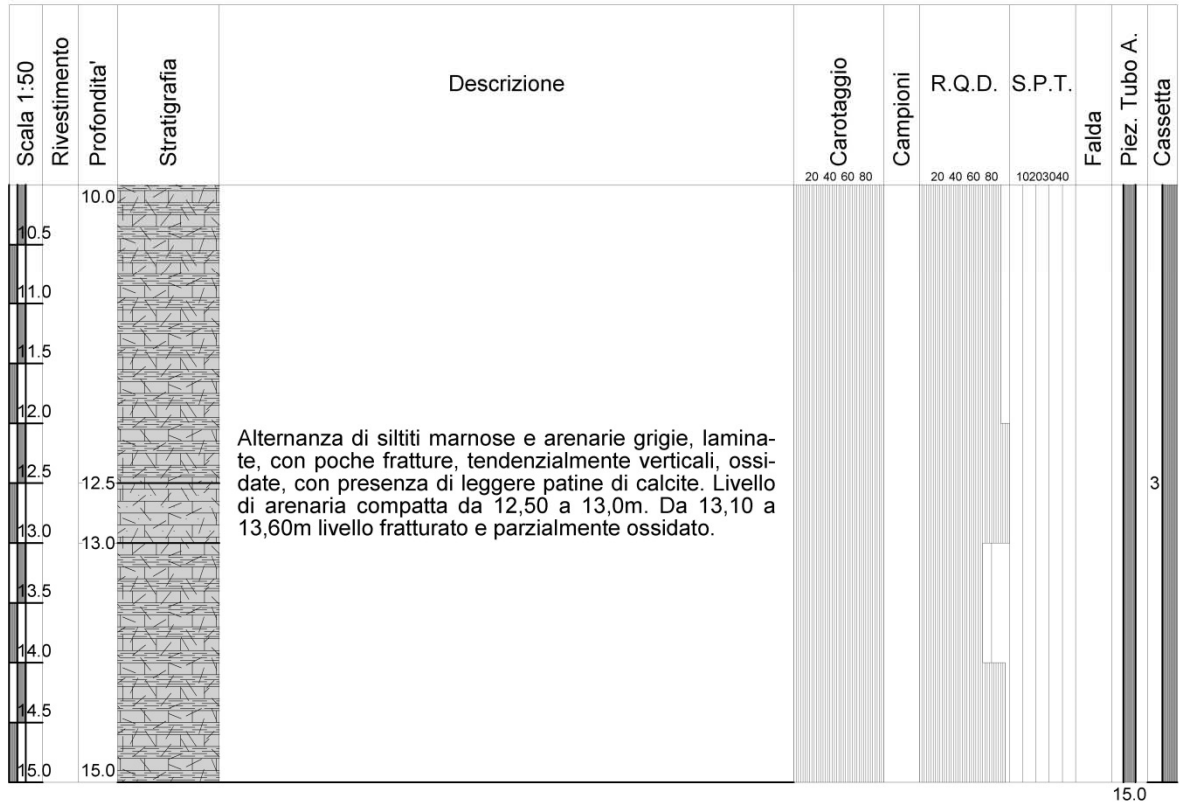 Scala 1:50
Rivestimento
Profondita'
Stratigrafia
Descrizione
Carotaggio
Campioni
R.Q.D.
S.P.T.
Falda
Piez. Tubo A.
Cassetta
20 40 60 80
20 40 60 80
10203040
10.0
10.5
11.0
11.5
12.0
12.5
13.0
13.5
14.0
14.5
15.0
12.5
13.0
15.0
Alternanza di siltiti marnose e arenarie grigie, lamina-
te, con poche fratture, tendenzialmente verticali, ossi-
date, con presenza di leggere patine di calcite. Livello
di arenaria compatta da 12,50 a 13,0m. Da 13,10 a
13,60m livello fratturato e parzialmente ossidato.
3
15.0